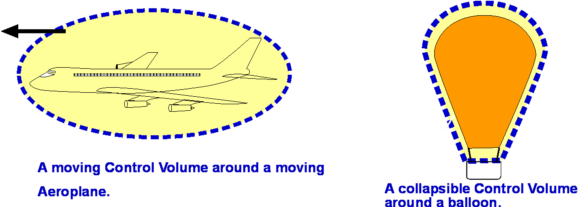 A moving Control Volume around a moving
Aeroplane.
A collapsible Control Volume
around a balloon.